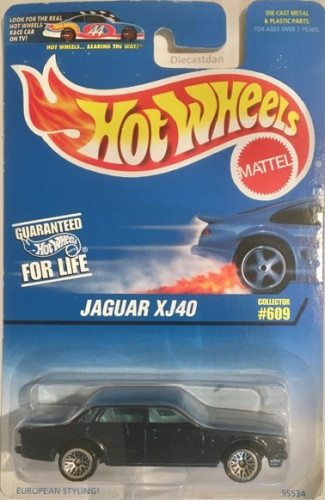 LOOK FOR THE REAL
HOT WHEELS
RACE CAR
ON TV!
44
HOT WHEELS... LEADING THE WAY!
DIE CAST METAL
& PLASTIC PARTS.
FOR AGES OVER 3 YEARS.
Diecastdan
HOT WHEELS
MATTEL
GUARANTEED
Hot Wheels
FOR LIFE
JAGUAR XJ40
COLLECTOR
#609
EUROPEAN STYLING!
95534